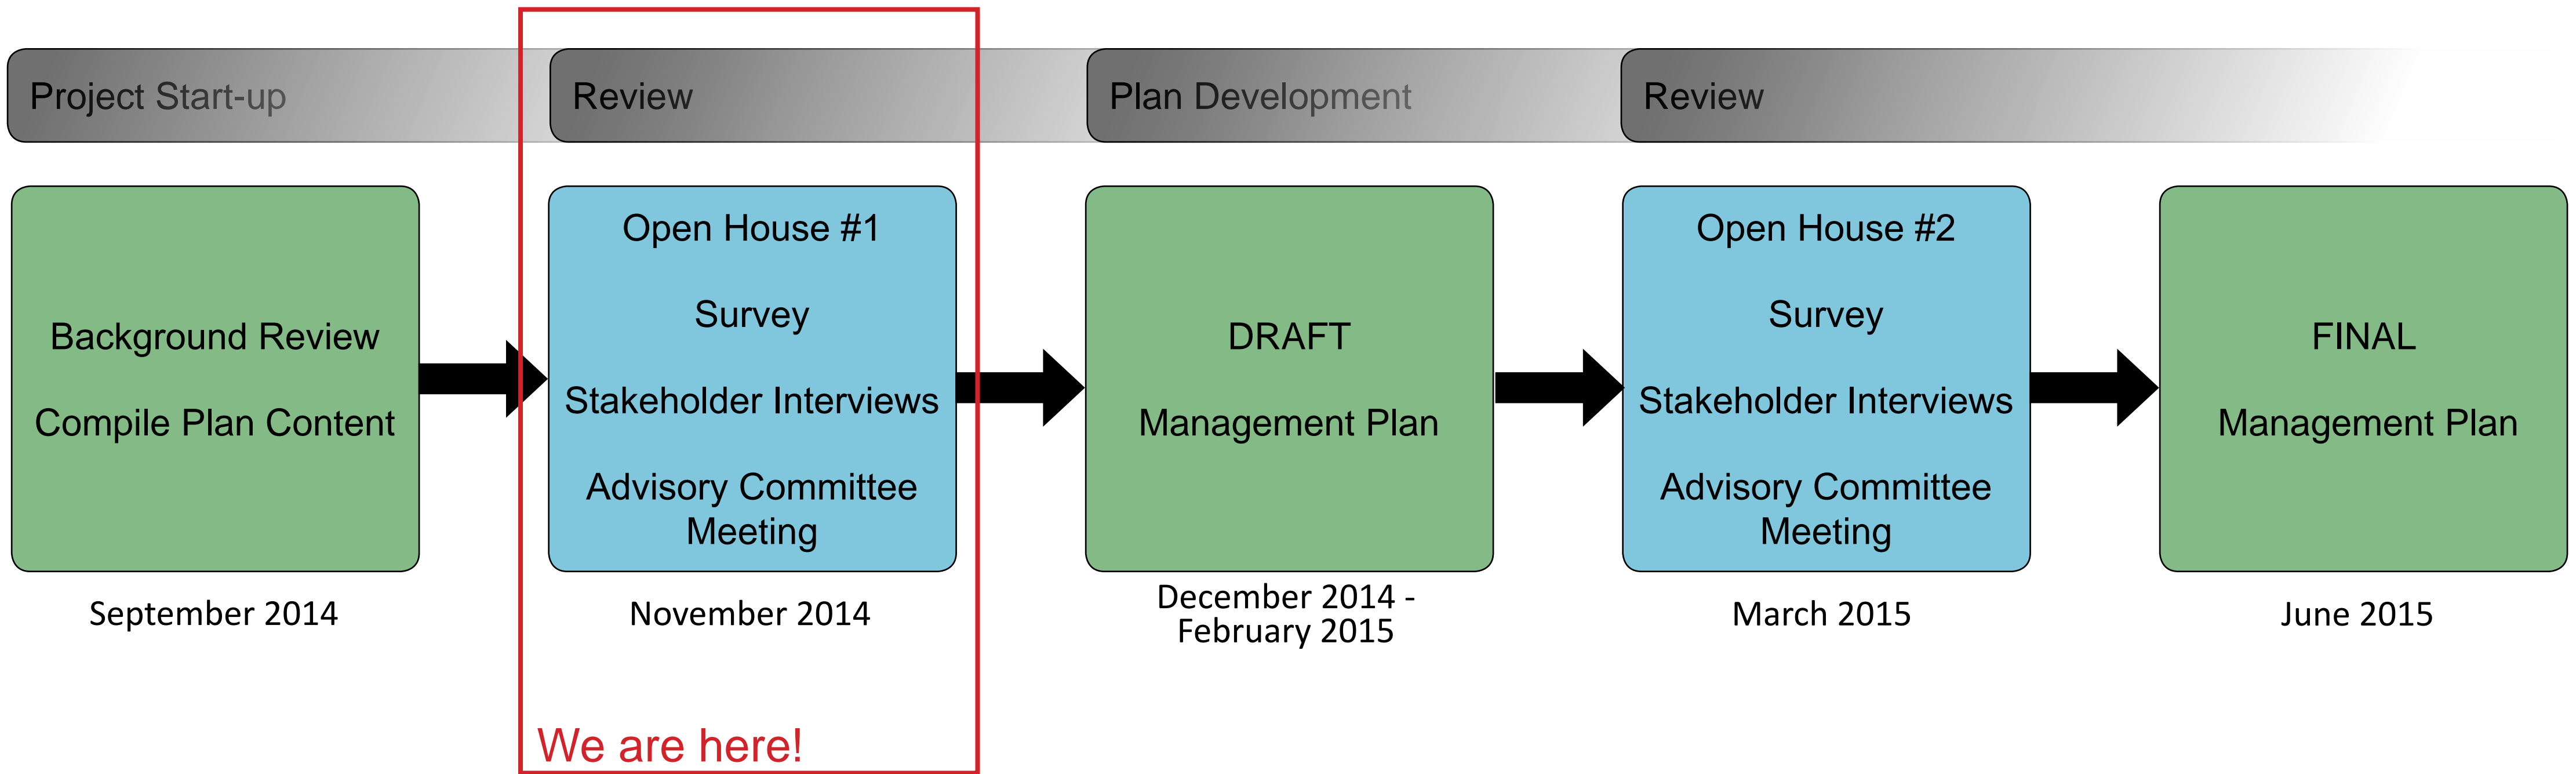 Project Start-up
Review
Plan Development
Review
Background Review
Compile Plan Content
September 2014
Open House #1
Survey
Stakeholder Interviews
Advisory Committee
Meeting
November 2014
We are here!
DRAFT
Management Plan
December 2014 -
February 2015
Open House #2
Survey
Stakeholder Interviews
Advisory Committee
Meeting
March 2015
FINAL
Management Plan
June 2015